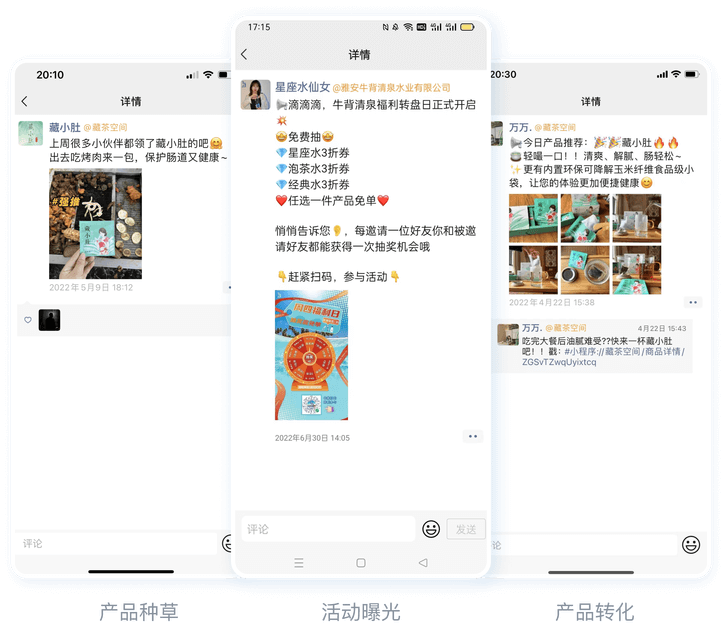 20:10
详情
藏小肚 @藏茶空间
上周很多小伙伴都领了藏小肚的吧
出去吃烤肉来一包，保护肠道又健康～
#强推
藏小肚
2022年5月9日 18:12
评论
产品种草
17:15
详情
星座水仙女 @雅安牛背清泉水业有限公司
滴滴滴，牛背清泉福利转盘日正式开启
免费抽
星座水3折券
泡茶水3折券
经典水3折券
任选一件产品免单
悄悄告诉您，每邀请一位好友你和被邀
请好友都能获得一次抽奖机会哦
赶紧扫码，参与活动
周四福利日
2022年6月30日 14:05
评论
发送
活动曝光
20:30
详情
万万. @藏茶空间
今日产品推荐：藏小肚
轻嘬一口！！清爽、解腻、肠轻松～
更有内置环保可降解玉米纤维食品级小
袋，让您的体验更加便捷健康
2022年4月22日 15:38
万万. @藏茶空间 4月22日 15:43
吃完大餐后油腻难受??快来一杯藏小肚
吧！！戳：#小程序://藏茶空间/商品详情/
ZGSvTZwqUyixtcq
论
产品转化